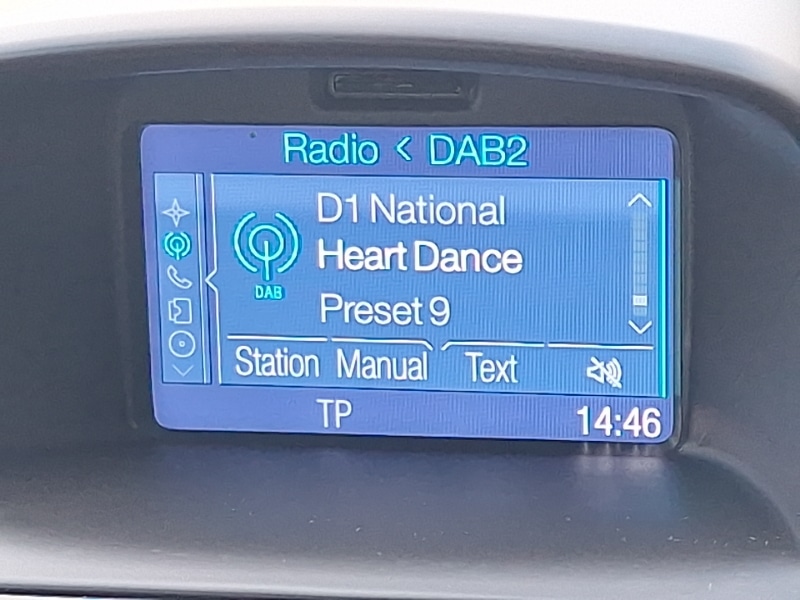 Radio < DAB2
D1 National
Heart Dance
DAB
Preset 9
Station Manual Text
TP 14:46